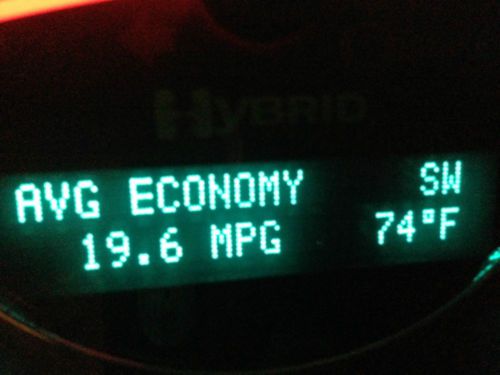 HYBRID
AVG ECONOMY SW
19.6 MPG 74°F